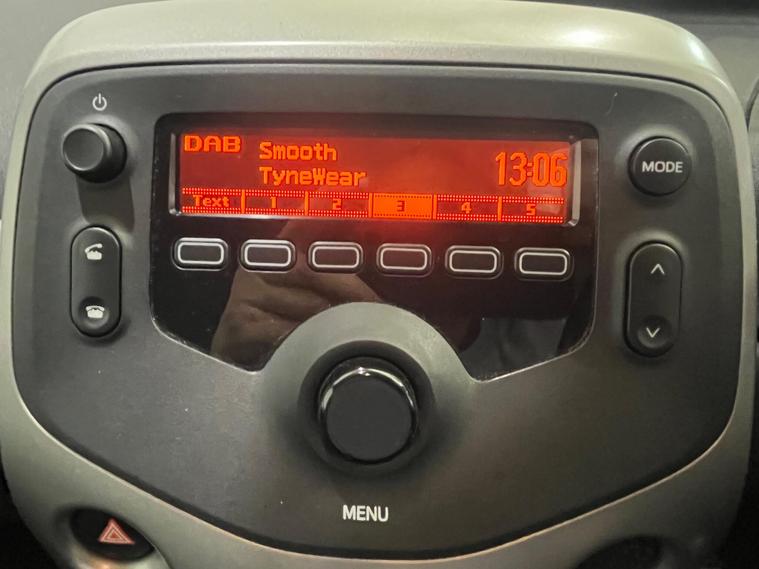 DAB Smooth 13:06
TyneWear
Text 1 2 3 4 5
MODE
MENU